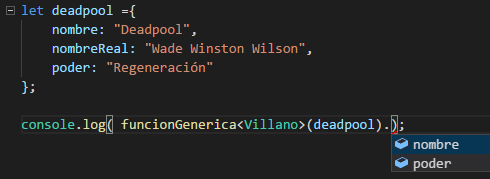 let deadpool ={
nombre: "Deadpool",
nombreReal: "Wade Winston Wilson",
poder: "Regeneración"
};
console.log( funcionGenerica<Villano>(deadpool).);
nombre
poder